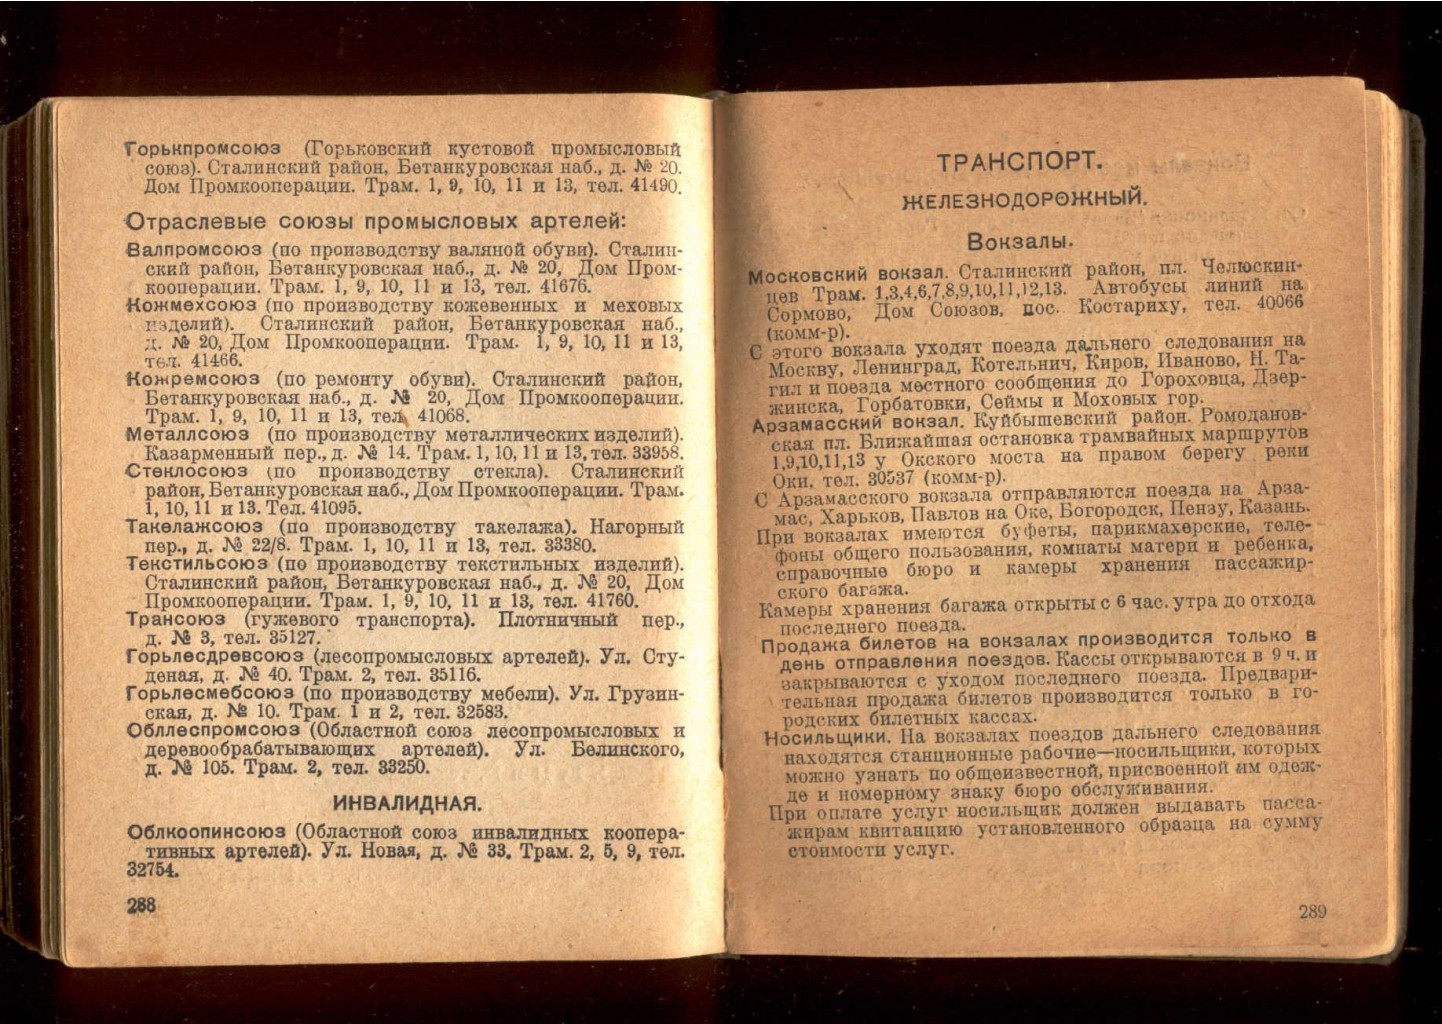 Горькпромсоюз (Горьковский кустовой промысловый
союз). Сталинский район, Бетанкуровская наб., д. № 20.
Дом Промкооперации. Трам. 1, 9, 10, 11 и 13, тел. 41490.
Отраслевые союзы промысловых артелей:
Валпромсоюз (по производству валяной обуви). Сталин-
ский район, Бетанкуровская наб., д. № 20, Дом Пром-
кооперации. Трам. 1, 9, 10, 11 и 13, тел. 41676.
Кожмехсоюз (по производству кожевенных и меховых
изделий). Сталинский район, Бетанкуровская наб.,
д. № 20, Дом Промкооперации. Трам. 1, 9, 10, 11 и 13,
тел. 41466.
Кожремсоюз (по ремонту обуви). Сталинский район,
Бетанкуровская наб., д. № 20, Дом Промкооперации.
Трам. 1, 9, 10, 11 и 13, тел. 41068.
Металлсоюз (по производству металлических изделий).
Казарменный пер., д. № 14. Трам. 1, 10, 11 и 13, тел. 33958.
Стеклосоюз (по производству стекла). Сталинский
район, Бетанкуровская наб., Дом Промкооперации. Трам.
1, 10, 11 и 13. Тел. 41095.
Такелажсоюз (по производству такелажа). Нагорный
пер., д. № 22/8. Трам. 1, 10, 11 и 13, тел. 33380.
Текстильсоюз (по производству текстильных изделий).
Сталинский район, Бетанкуровская наб., д. № 20, Дом
Промкооперации. Трам. 1, 9, 10, 11 и 13, тел. 41760.
Трансоюз (гужевого транспорта). Плотничный пер.,
д. № 3, тел. 35127.
Горьлесдревсоюз (лесопромысловых артелей). Ул. Сту-
деная, д. № 40. Трам. 2, тел. 35116.
Горьлесмебсоюз (по производству мебели). Ул. Грузин-
ская, д. № 10. Трам. 1 и 2, тел. 32583.
Обллеспромсоюз (Областной союз лесопромысловых и
деревообрабатывающих артелей). Ул. Белинского,
д. № 105. Трам. 2, тел. 33250.
ИНВАЛИДНАЯ.
Облкоопинсоюз (Областной союз инвалидных коопера-
тивных артелей). Ул. Новая, д. № 33. Трам. 2, 5, 9, тел.
32754.
288
ТРАНСПОРТ.
ЖЕЛЕЗНОДОРОЖНЫЙ.
Вокзалы.
Московский вокзал. Сталинский район, пл. Челюскин-
цев Трам. 1,3,4,6,7,8,9,10,11,12,13. Автобусы линий на
Сормово, Дом Союзов, пос. Костариху, тел. 40066
(комм-р).
С этого вокзала уходят поезда дальнего следования на
Москву, Ленинград, Котельнич, Киров, Иваново, Н. Та-
гил и поезда местного сообщения до Гороховца, Дзер-
жинска, Горбатовки, Сеймы и Моховых гор.
Арзамасский вокзал. Куйбышевский район. Ромоданов-
ская пл. Ближайшая остановка трамвайных маршрутов
1,9,10,11,13 у Окского моста на правом берегу реки
Оки, тел. 30537 (комм-р).
С Арзамасского вокзала отправляются поезда на Арза-
мас, Харьков, Павлов на Оке, Богородск, Пензу, Казань.
При вокзалах имеются буфеты, парикмахерские, теле-
фоны общего пользования, комнаты матери и ребенка,
справочные бюро и камеры хранения пассажир-
ского багажа.
Камеры хранения багажа открыты с 6 час. утра до отхода
последнего поезда.
Продажа билетов на вокзалах производится только в
день отправления поездов. Кассы открываются в 9 ч. и
закрываются с уходом последнего поезда. Предвари-
тельная продажа билетов производится только в го-
родских билетных кассах.
Носильщики. На вокзалах поездов дальнего следования
находятся станционные рабочие—носильщики, которых
можно узнать по общеизвестной, присвоенной им одеж-
де и номерному знаку бюро обслуживания.
При оплате услуг носильщик должен выдавать пасса-
жирам квитанцию установленного образца на сумму
стоимости услуг.
289